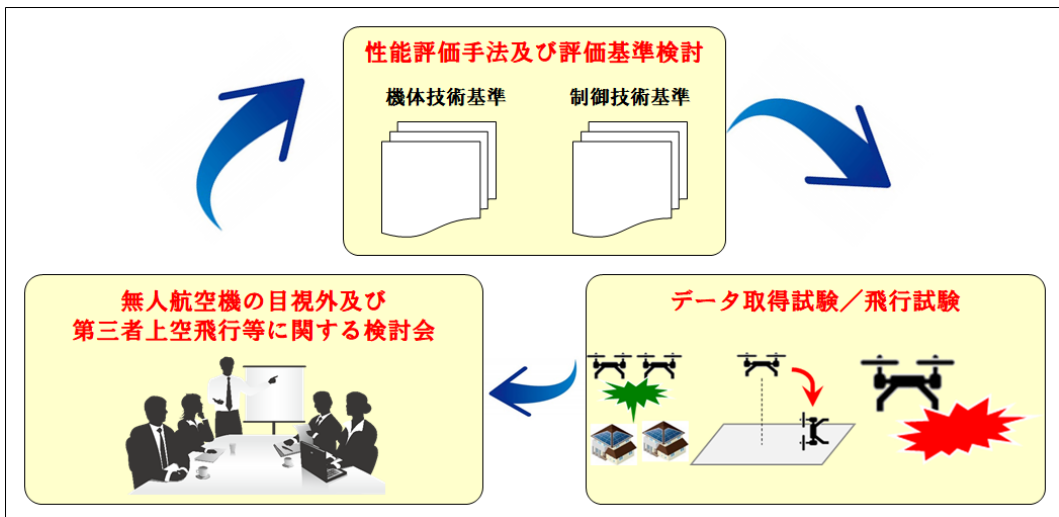 性能評価手法及び評価基準検討
機体技術基準
制御技術基準
無人航空機の目視外及び
第三者上空飛行等に関する検討会
データ取得試験／飛行試験